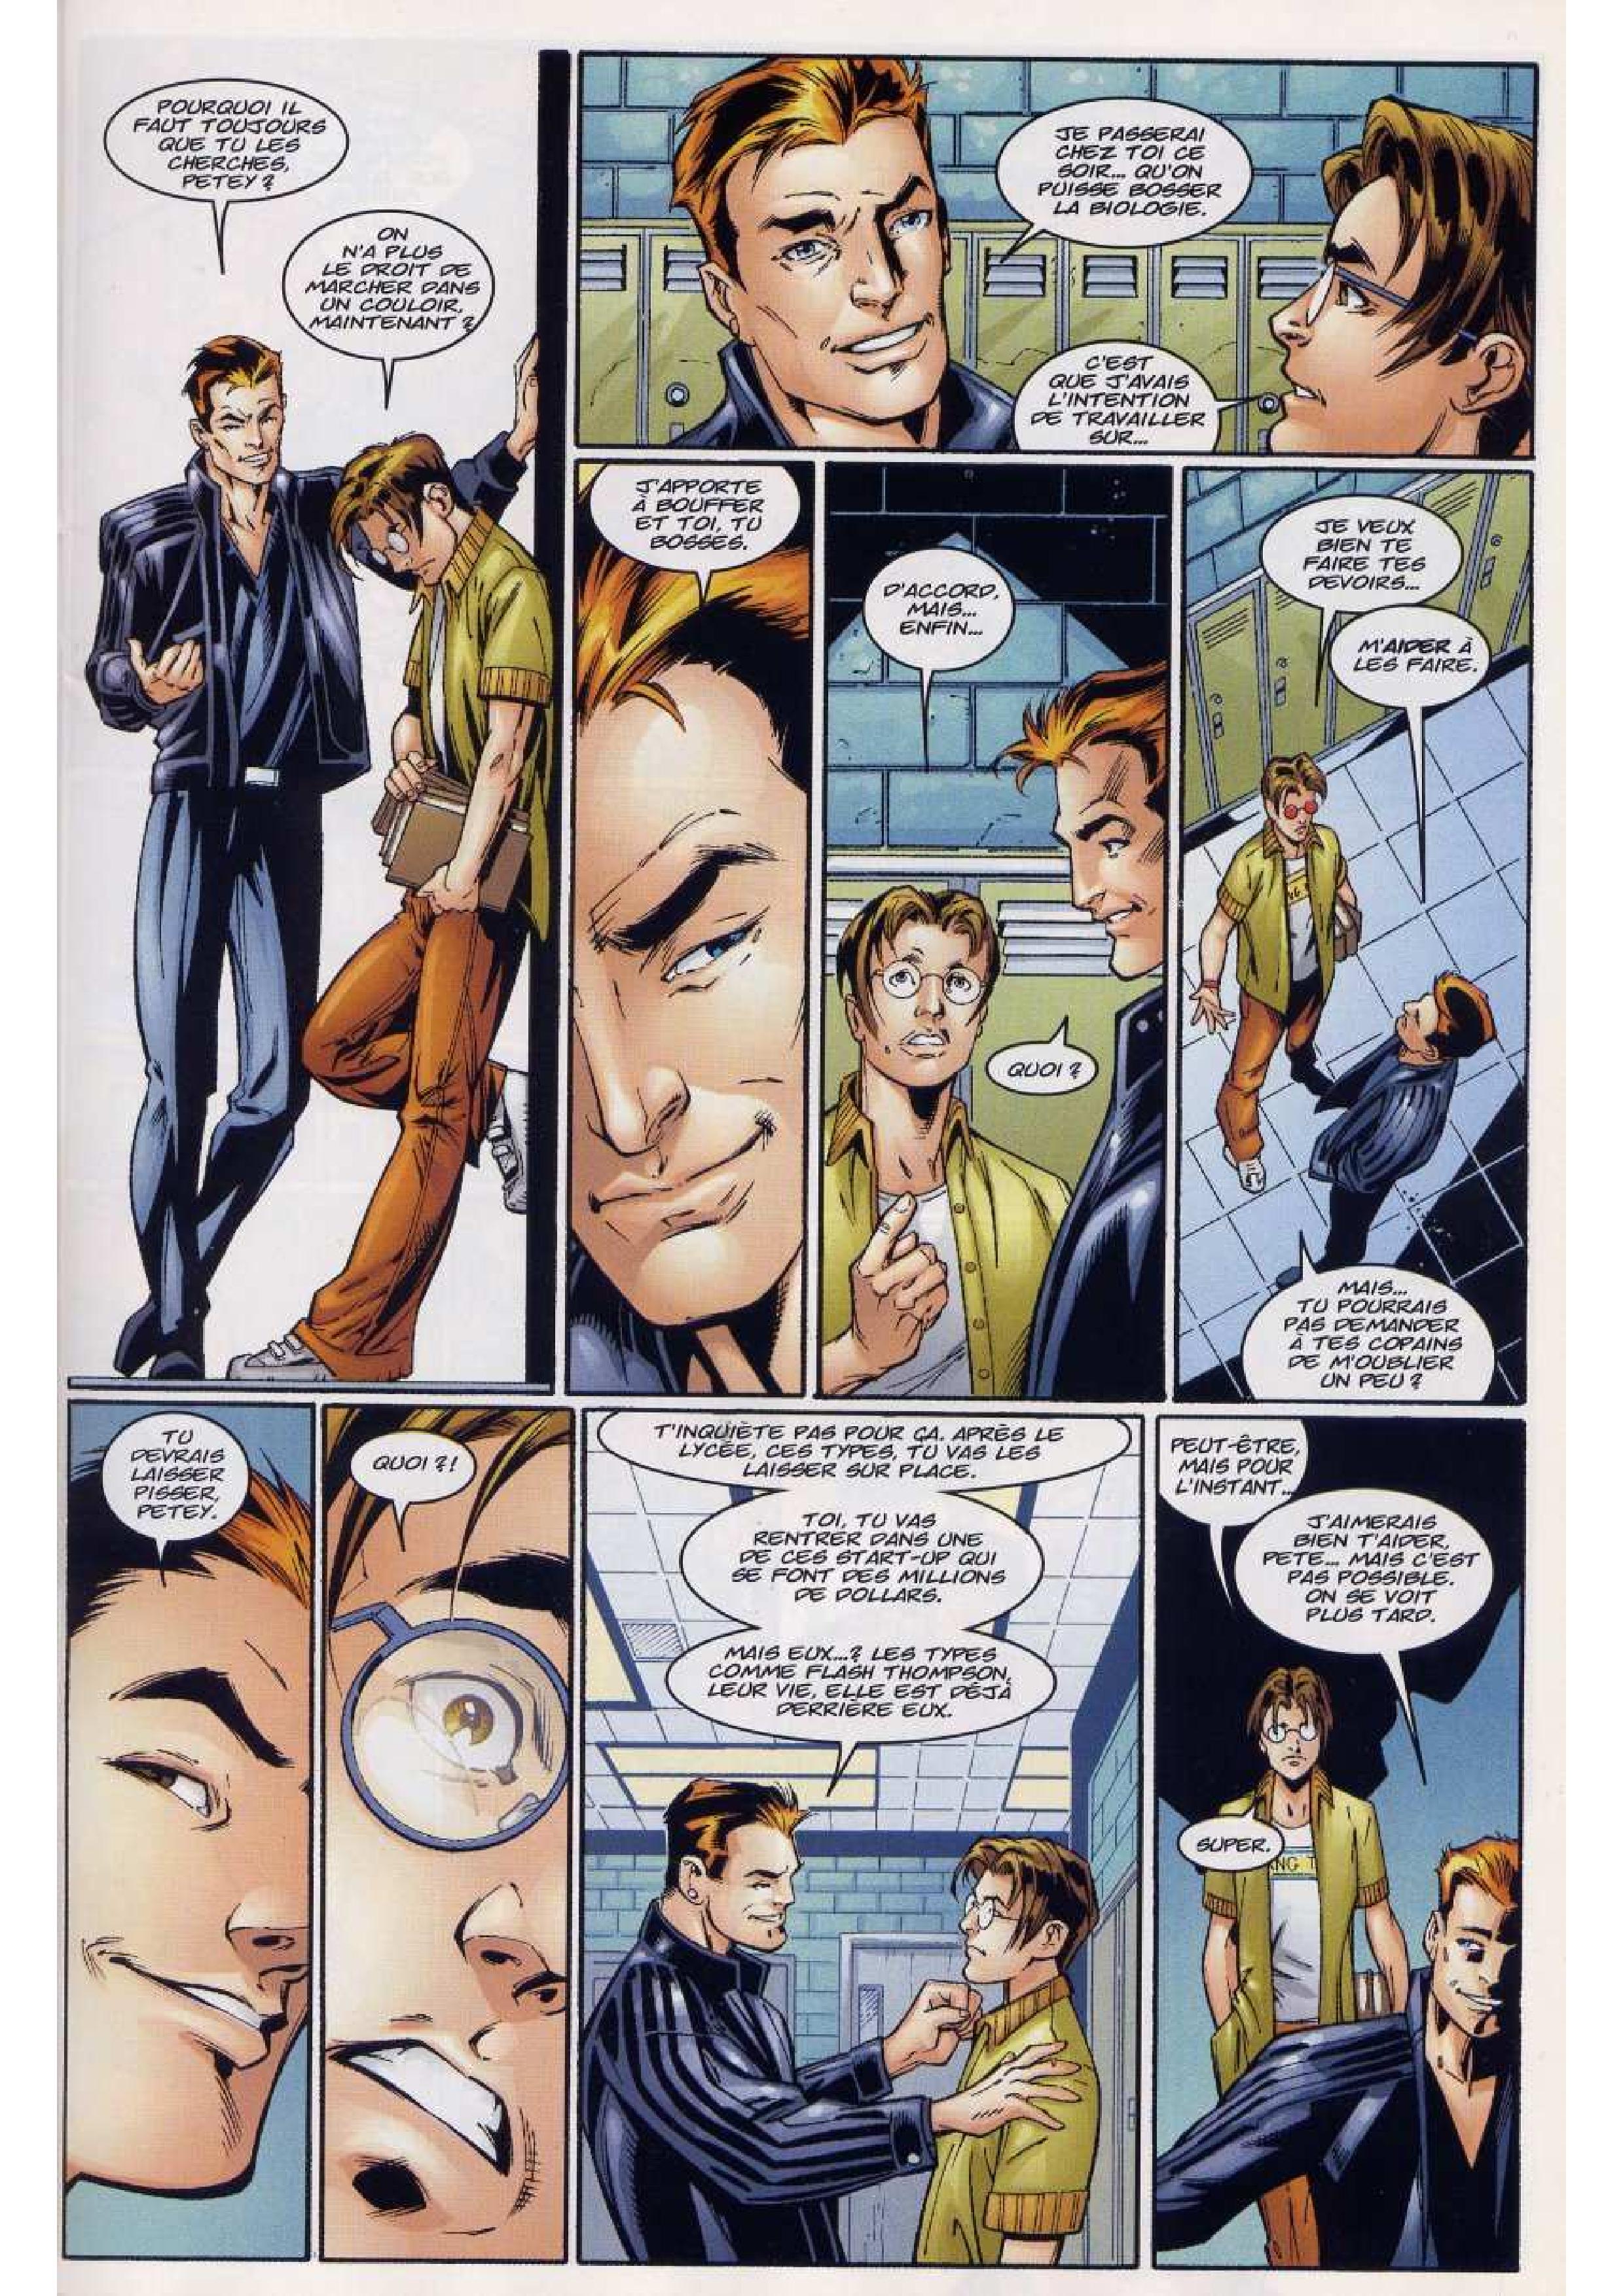 POURQUOI IL
FAUT TOUJOURS
QUE TU LES
CHERCHES,
PETEY ?
ON
N'A PLUS
LE DROIT DE
MARCHER DANS
UN COULOIR,
MAINTENANT ?
JE PASSERAI
CHEZ TOI CE
SOIR... QU'ON
PUISSE BOSSER
LA BIOLOGIE.
C'EST
QUE J'AVAIS
L'INTENTION
DE TRAVAILLER
SUR...
J'APPORTE
À BOUFFER
ET TOI, TU
BOSSES.
D'ACCORD,
MAIS...
ENFIN...
QUOI ?
JE VEUX
BIEN TE
FAIRE TES
DEVOIRS...
M'AIDER À
LES FAIRE.
NG T
MAIS...
TU POURRAIS
PAS DEMANDER
À TES COPAINS
DE M'OUBLIER
UN PEU ?
TU
DEVRAIS
LAISSER
PISSER,
PETEY.
QUOI ?!
T'INQUIÈTE PAS POUR ÇA. APRÈS LE
LYCÉE, CES TYPES, TU VAS LES
LAISSER SUR PLACE.
TOI, TU VAS
RENTRER DANS UNE
DE CES START-UP QUI
SE FONT DES MILLIONS
DE DOLLARS.
MAIS EUX...? LES TYPES
COMME FLASH THOMPSON,
LEUR VIE, ELLE EST DÉJÀ
DERRIÈRE EUX.
PEUT-ÊTRE,
MAIS POUR
L'INSTANT...
J'AIMERAIS
BIEN T'AIDER,
PETE... MAIS C'EST
PAS POSSIBLE.
ON SE VOIT
PLUS TARD.
SUPER.
NG T